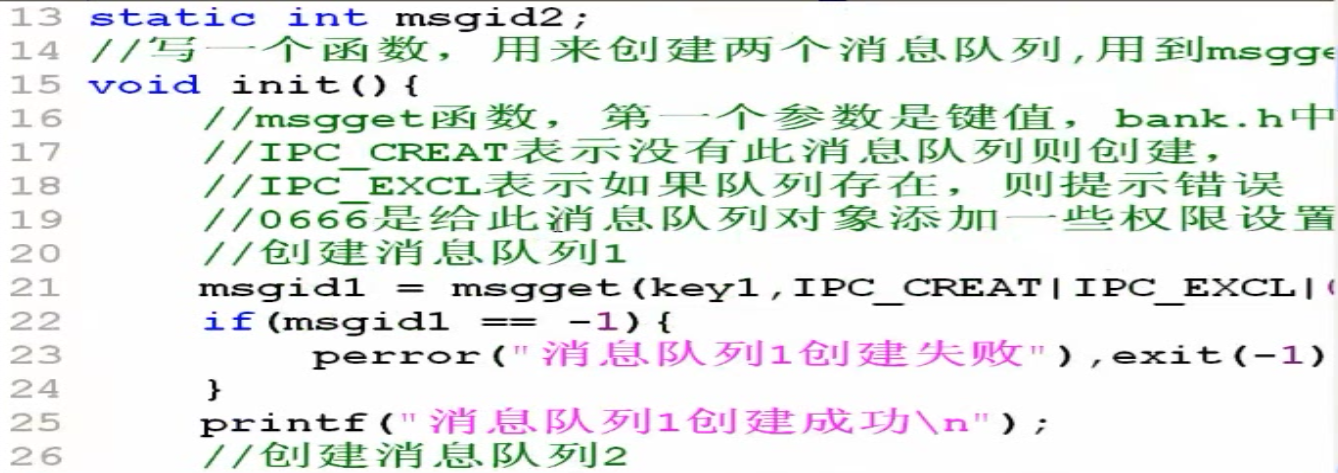 13 static int msgid2;
14 //写一个函数，用来创建两个消息队列,用到msgge
15 void init(){
16 //msgget函数，第一个参数是键值，bank.h中
17 //IPC_CREAT表示没有此消息队列则创建，
18 //IPC_EXCL表示如果队列存在，则提示错误
19 //0666是给此消息队列对象添加一些权限设置
20 //创建消息队列1
21 msgid1 = msgget(key1,IPC_CREAT|IPC_EXCL|
22 if(msgid1 == -1){
23 perror("消息队列1创建失败"),exit(-1)
24 }
25 printf("消息队列1创建成功\n");
26 //创建消息队列2